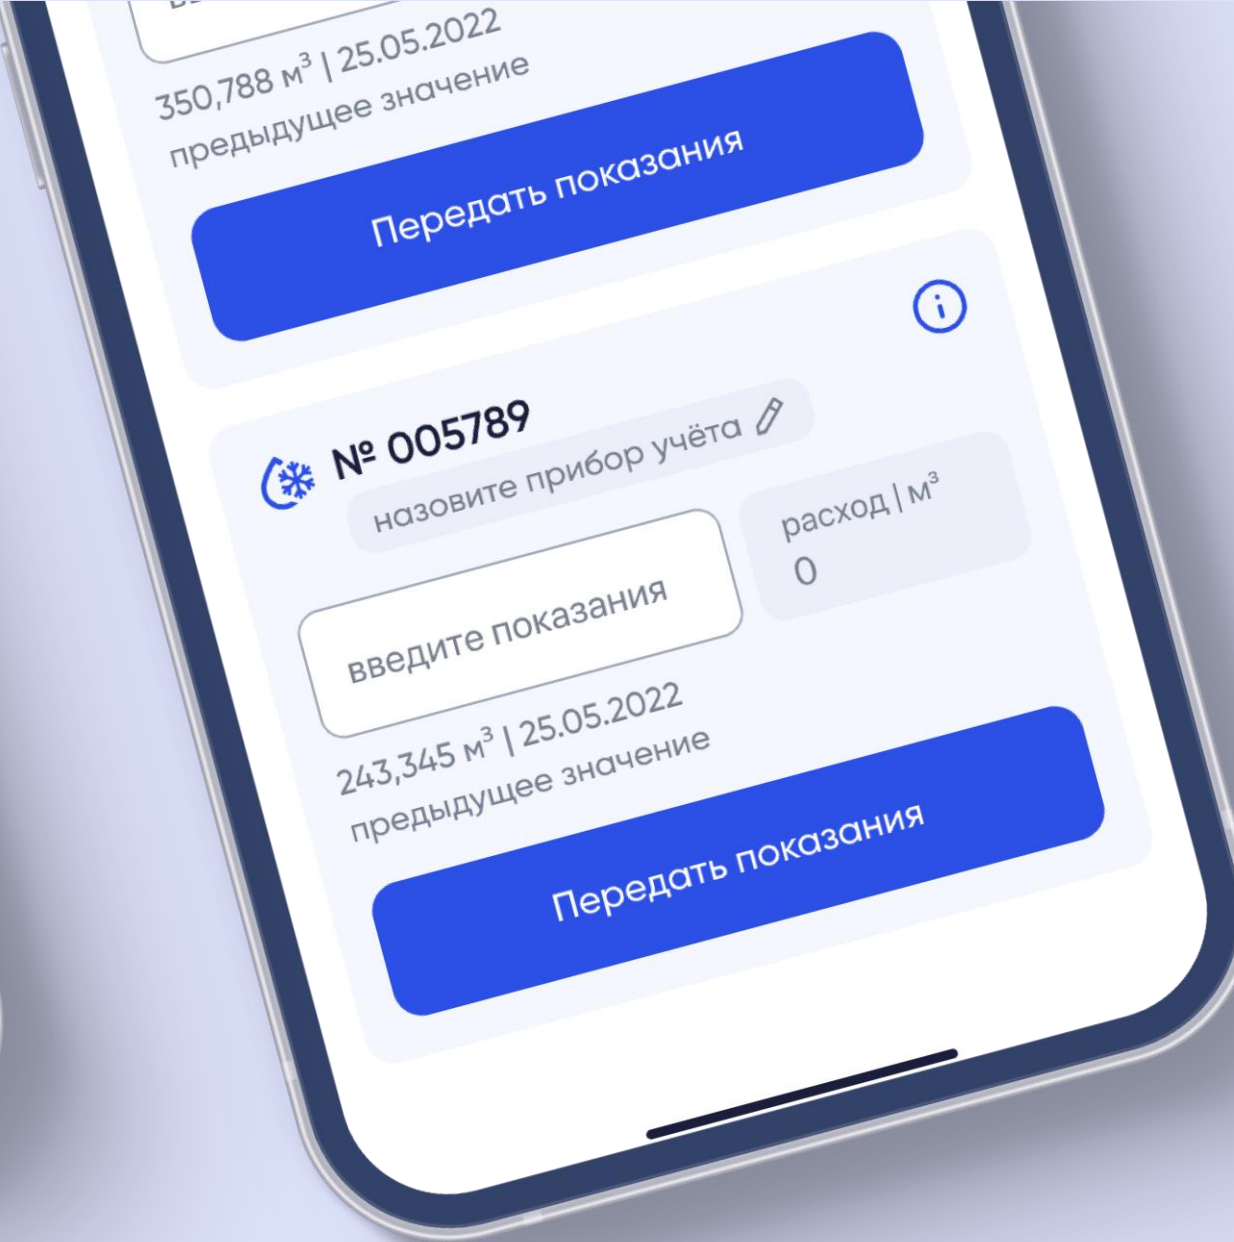 350,788 м³ | 25.05.2022
предыдущее значение
Передать показания
№ 005789
назовите прибор учёта
введите показания
расход | м³
0
243,345 м³ | 25.05.2022
предыдущее значение
Передать показания